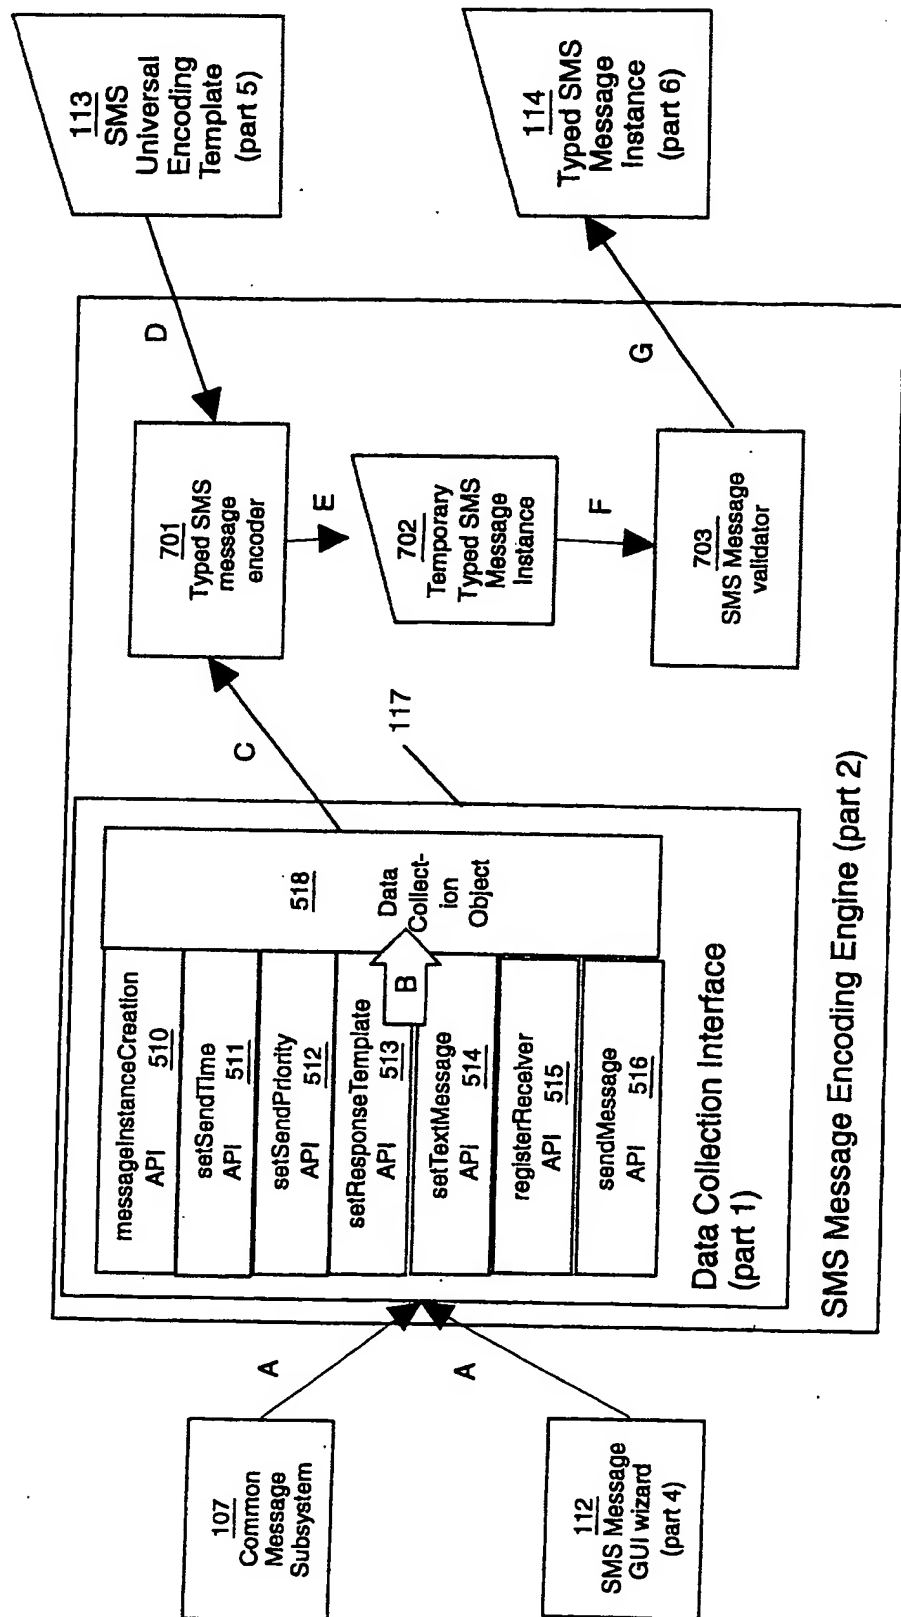 107
Common
Message
Subsystem
112
SMS Message
GUI wizard
(part 4)
A
A
messageInstanceCreation
API 510
setSendTime
API 511
setSendPriority
API 512
setResponseTemplate
API 513
setTextMessage
API 514
registerReceiver
API 515
sendMessage
API 516
B
518
Data
Collect-
ion
Object
Data Collection Interface
(part 1)
117
SMS Message Encoding Engine (part 2)
C
701
Typed SMS
message
encoder
D
E
702
Temporary
Typed SMS
Message
Instance
F
703
SMS Message
validator
G
113
SMS
Universal
Encoding
Template
(part 5)
114
Typed SMS
Message
Instance
(part 6)